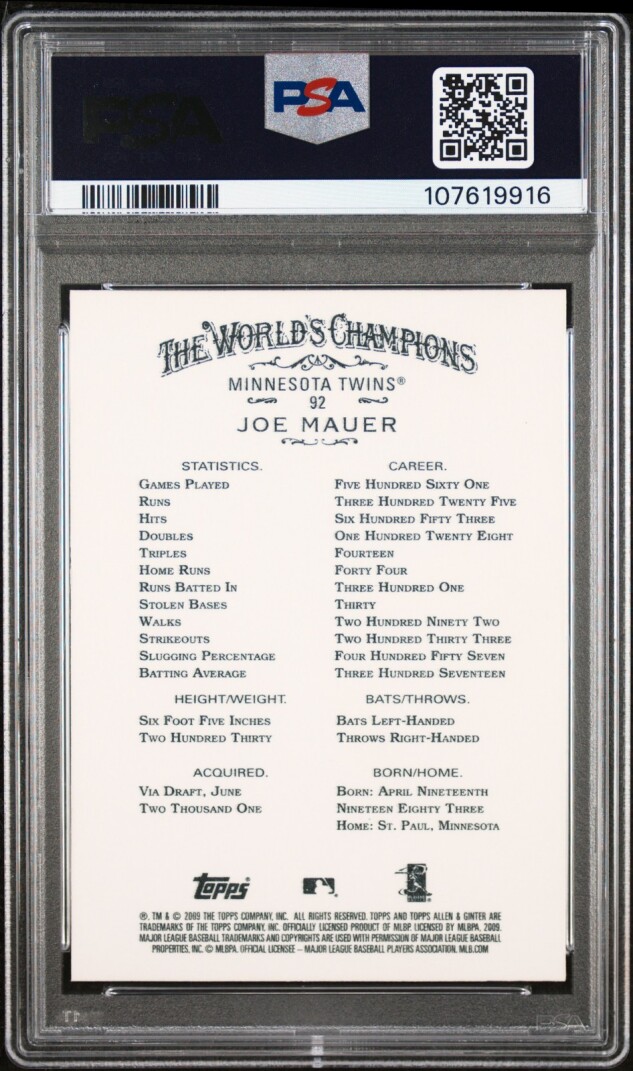 PSA
PSA
107619916
THE WORLD'S CHAMPIONS
MINNESOTA TWINS®
92
JOE MAUER
STATISTICS. CAREER.
GAMES PLAYED FIVE HUNDRED SIXTY ONE
RUNS THREE HUNDRED TWENTY FIVE
HITS SIX HUNDRED FIFTY THREE
DOUBLES ONE HUNDRED TWENTY EIGHT
TRIPLES FOURTEEN
HOME RUNS FORTY FOUR
RUNS BATTED IN THREE HUNDRED ONE
STOLEN BASES THIRTY
WALKS TWO HUNDRED NINETY TWO
STRIKEOUTS TWO HUNDRED THIRTY THREE
SLUGGING PERCENTAGE FOUR HUNDRED FIFTY SEVEN
BATTING AVERAGE THREE HUNDRED SEVENTEEN
HEIGHT/WEIGHT. BATS/THROWS.
SIX FOOT FIVE INCHES BATS LEFT-HANDED
TWO HUNDRED THIRTY THROWS RIGHT-HANDED
ACQUIRED. BORN/HOME.
VIA DRAFT, JUNE BORN: APRIL NINETEENTH
TWO THOUSAND ONE NINETEEN EIGHTY THREE
HOME: ST. PAUL, MINNESOTA
Topps®
®, TM & © 2009 THE TOPPS COMPANY, INC. ALL RIGHTS RESERVED. TOPPS AND TOPPS ALLEN & GINTER ARE
TRADEMARKS OF THE TOPPS COMPANY, INC. OFFICIALLY LICENSED PRODUCT OF MLBP. LICENSED BY MLBPA, 2009.
MAJOR LEAGUE BASEBALL TRADEMARKS AND COPYRIGHTS ARE USED WITH PERMISSION OF MAJOR LEAGUE BASEBALL
PROPERTIES, INC. © MLBPA. OFFICIAL LICENSEE – MAJOR LEAGUE BASEBALL PLAYERS ASSOCIATION. MLB.COM
PSA